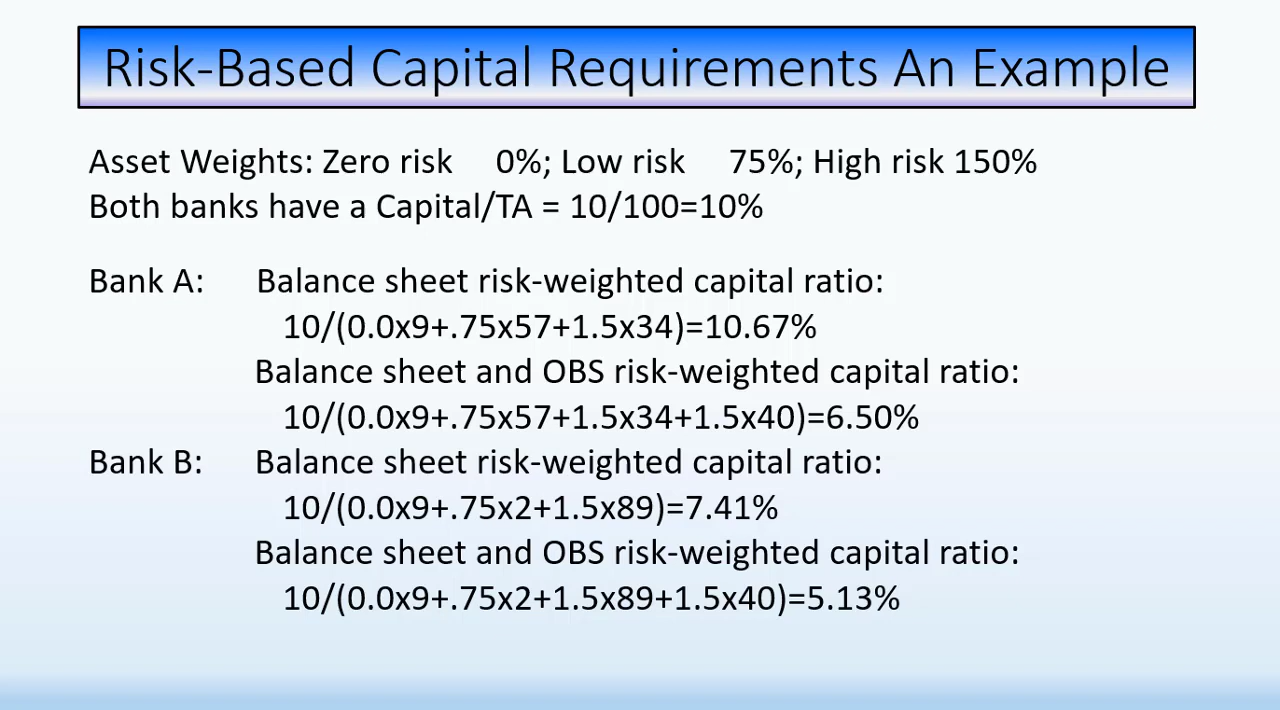 Risk-Based Capital Requirements An Example
Asset Weights: Zero risk 0%; Low risk 75%; High risk 150%
Both banks have a Capital/TA = 10/100=10%
Bank A: Balance sheet risk-weighted capital ratio:
10/(0.0x9+.75x57+1.5x34)=10.67%
Balance sheet and OBS risk-weighted capital ratio:
10/(0.0x9+.75x57+1.5x34+1.5x40)=6.50%
Bank B: Balance sheet risk-weighted capital ratio:
10/(0.0x9+.75x2+1.5x89)=7.41%
Balance sheet and OBS risk-weighted capital ratio:
10/(0.0x9+.75x2+1.5x89+1.5x40)=5.13%